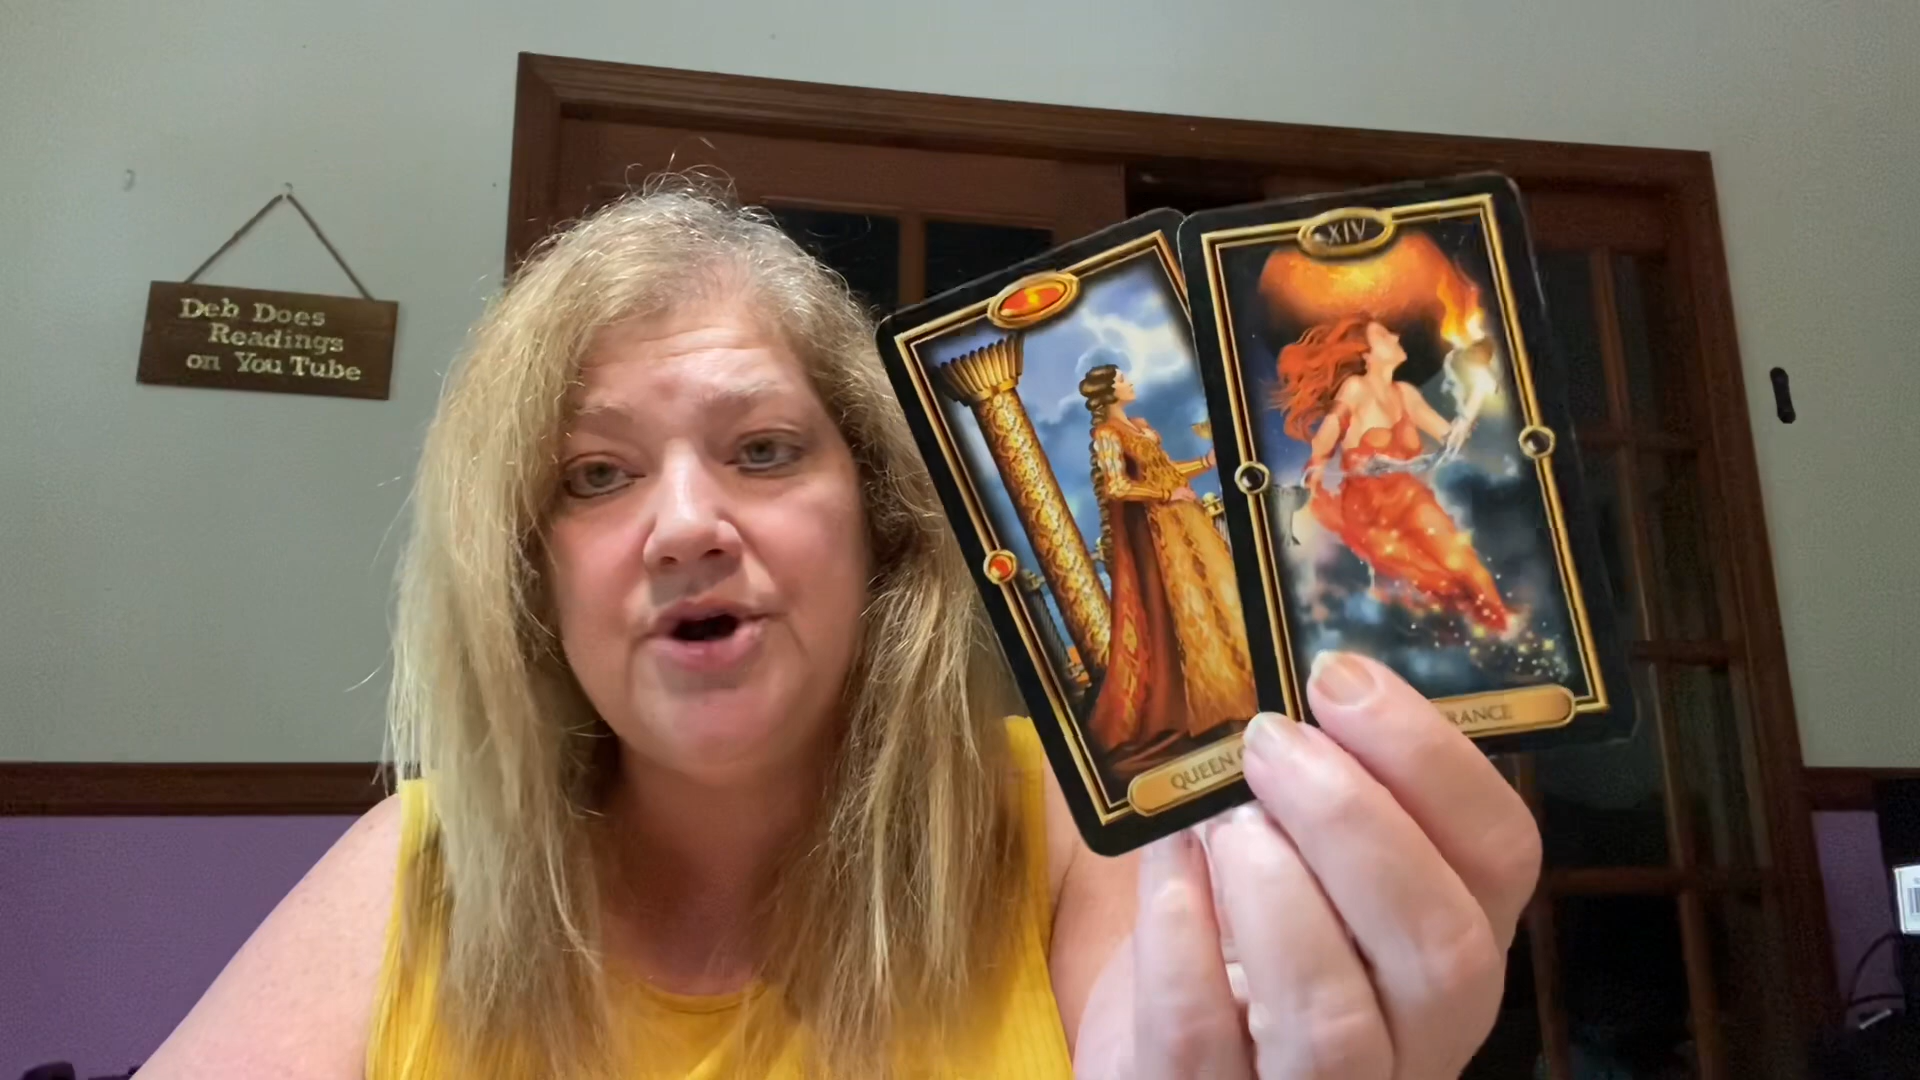 Deb Does
Readings
on You Tube
XIV
QUEEN
RANCE